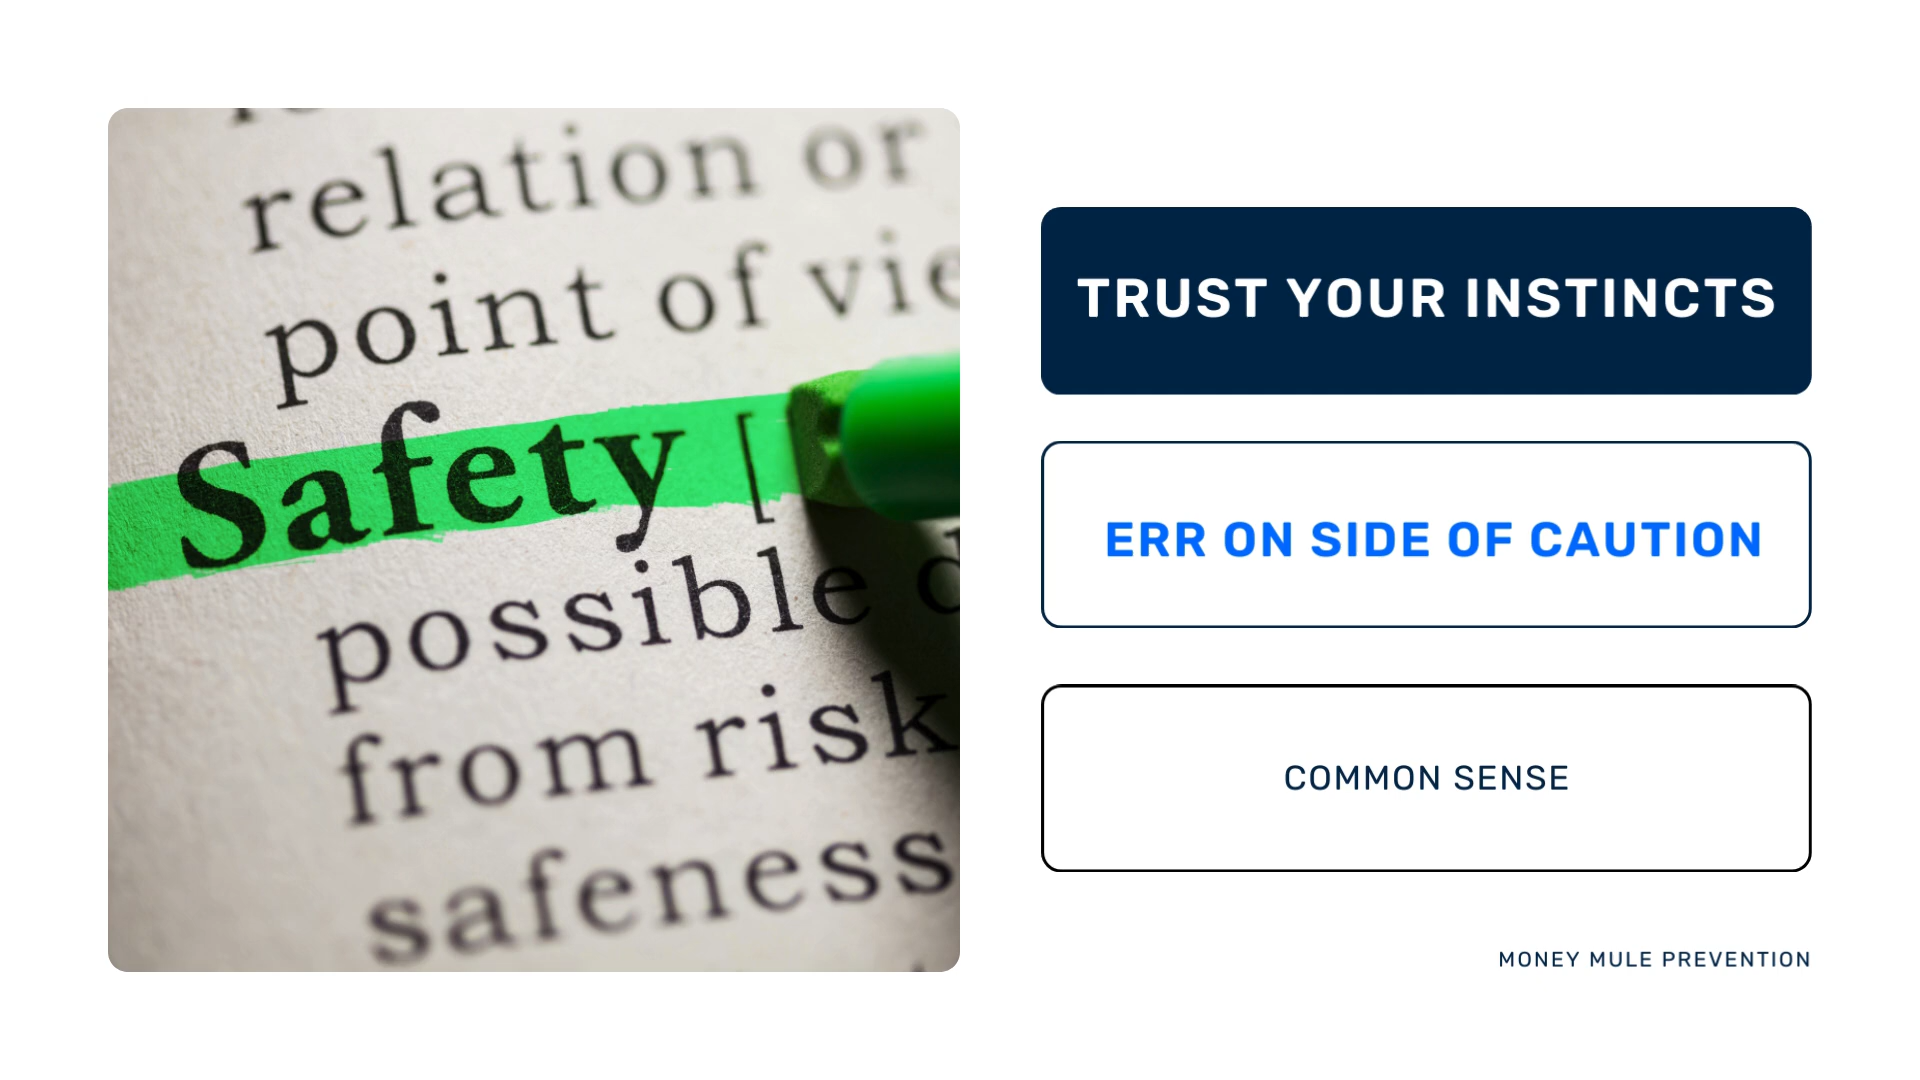 relation or
point of vie
Safety [
possible d
from risk
safeness
TRUST YOUR INSTINCTS
ERR ON SIDE OF CAUTION
COMMON SENSE
MONEY MULE PREVENTION